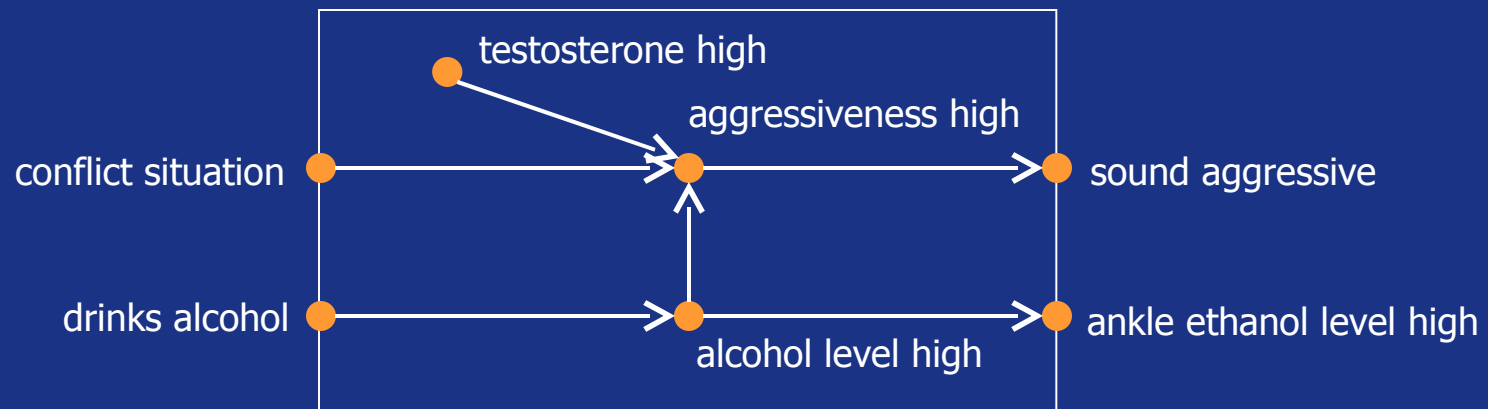 testosterone high
aggressiveness high
conflict situation
sound aggressive
drinks alcohol
ankle ethanol level high
alcohol level high